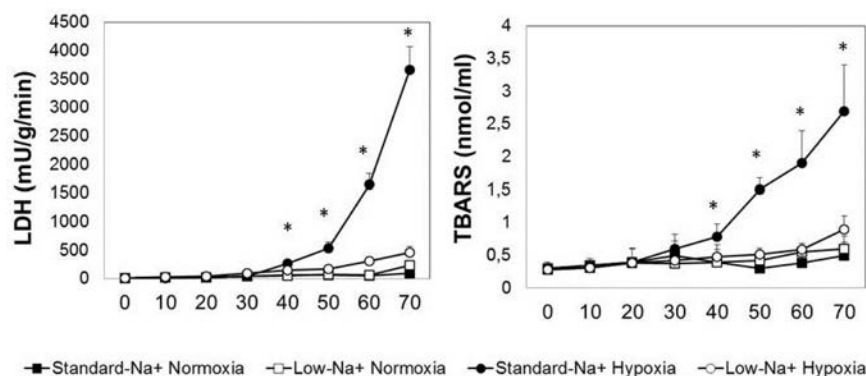 LDH (mU/g/min)
4500
4000
3500
3000
2500
2000
1500
1000
500
0
* * * *
0 10 20 30 40 50 60 70
TBARS (nmol/ml)
4
3,5
3
2,5
2
1,5
1
0,5
0
* * * *
0 10 20 30 40 50 60 70
Standard-Na+ Normoxia Low-Na+ Normoxia Standard-Na+ Hypoxia Low-Na+ Hypoxia